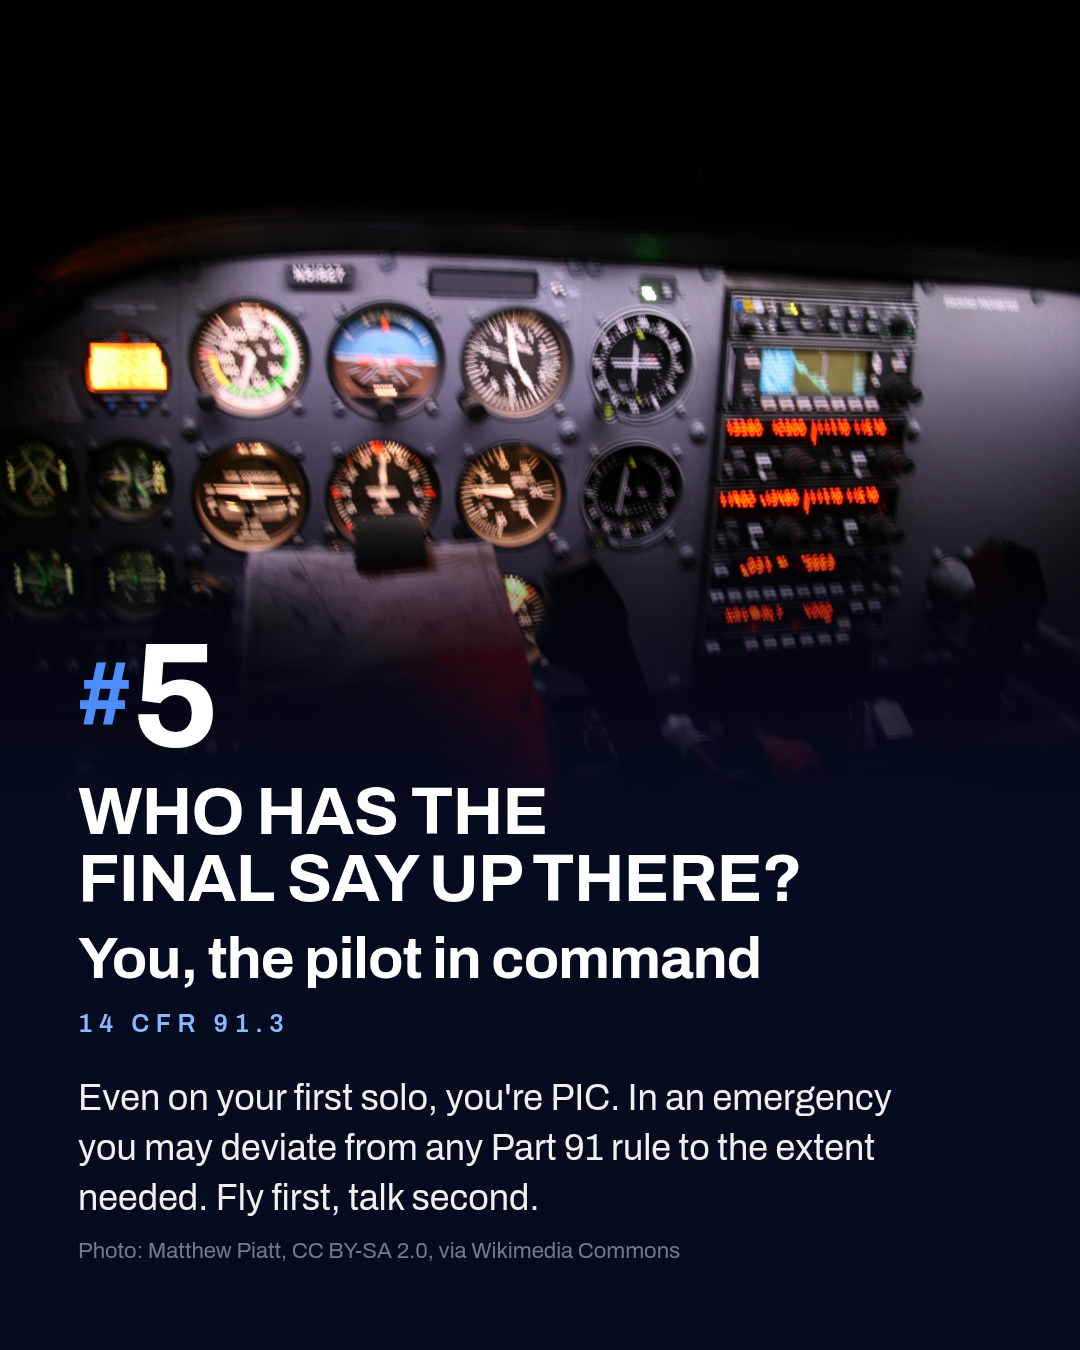 N51827
#5
WHO HAS THE
FINAL SAY UP THERE?
You, the pilot in command
14 CFR 91.3
Even on your first solo, you're PIC. In an emergency
you may deviate from any Part 91 rule to the extent
needed. Fly first, talk second.
Photo: Matthew Piatt, CC BY-SA 2.0, via Wikimedia Commons